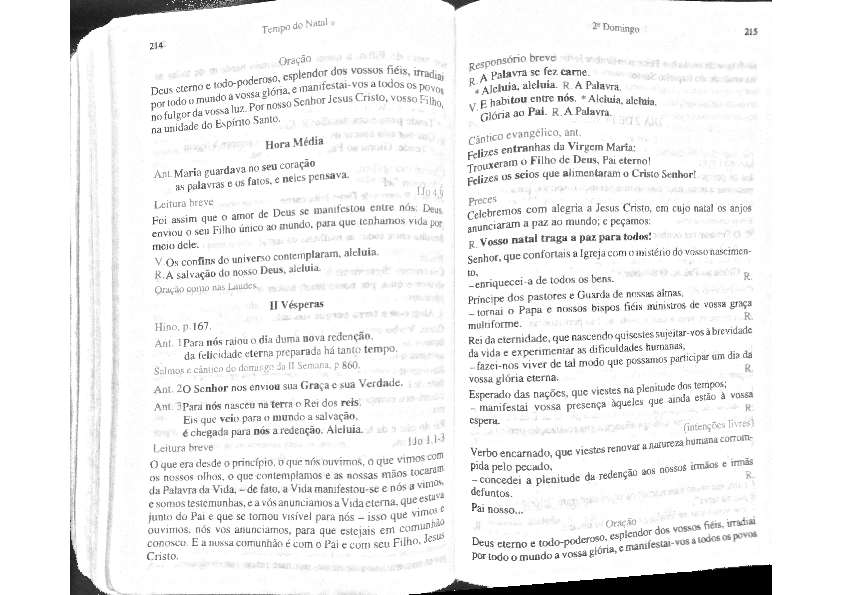 Tempo do Natal
214
Oração
Deus eterno e todo-poderoso, esplendor dos vossos fiéis, irradiai
por todo o mundo a vossa glória, e manifestai-vos a todos os povos
no fulgor da vossa luz. Por nosso Senhor Jesus Cristo, vosso Filho,
na unidade do Espírito Santo.
Hora Média
Ant. Maria guardava no seu coração
as palavras e os fatos, e neles pensava.
Leitura breve 1Jo 4,9
Foi assim que o amor de Deus se manifestou entre nós: Deus
enviou o seu Filho único ao mundo, para que tenhamos vida por
meio dele.
V. Os confins do universo contemplaram, aleluia.
R. A salvação do nosso Deus, aleluia.
Oração como nas Laudes.
II Vésperas
Hino, p. 167.
Ant. 1 Para nós raiou o dia duma nova redenção,
da felicidade eterna preparada há tanto tempo.
Salmos e cântico do domingo da II Semana, p 860.
Ant. 2 O Senhor nos enviou sua Graça e sua Verdade.
Ant. 3 Para nós nasceu na terra o Rei dos reis.
Eis que veio para o mundo a salvação,
é chegada para nós a redenção. Aleluia.
Leitura breve 1Jo 1,1-3
O que era desde o princípio, o que nós ouvimos, o que vimos com
os nossos olhos, o que contemplamos e as nossas mãos tocaram
da Palavra da Vida, – de fato, a Vida manifestou-se e nós a vimos,
e somos testemunhas, e a vós anunciamos a Vida eterna, que estava
junto do Pai e que se tornou visível para nós – isso que vimos e
ouvimos, nós vos anunciamos, para que estejais em comunhão
conosco. E a nossa comunhão é com o Pai e com seu Filho, Jesus
Cristo.
2º Domingo
215
Responsório breve
R. A Palavra se fez carne.
* Aleluia, aleluia. R. A Palavra.
V. E habitou entre nós. * Aleluia, aleluia.
Glória ao Pai. R. A Palavra.
Cântico evangélico, ant.
Felizes entranhas da Virgem Maria:
Trouxeram o Filho de Deus, Pai eterno!
Felizes os seios que alimentaram o Cristo Senhor!
Preces
Celebremos com alegria a Jesus Cristo, em cujo natal os anjos
anunciaram a paz ao mundo; e peçamos:
R. Vosso natal traga a paz para todos!
Senhor, que confortais a Igreja com o mistério do vosso nascimen-
to,
– enriquecei-a de todos os bens. R.
Príncipe dos pastores e Guarda de nossas almas,
– tornai o Papa e nossos bispos fiéis ministros de vossa graça
multiforme. R.
Rei da eternidade, que nascendo quisestes sujeitar-vos à brevidade
da vida e experimentar as dificuldades humanas,
– fazei-nos viver de tal modo que possamos participar um dia da
vossa glória eterna. R.
Esperado das nações, que viestes na plenitude dos tempos;
– manifestai vossa presença àqueles que ainda estão à vossa
espera. R.
(intenções livres)
Verbo encarnado, que viestes renovar a natureza humana corrom-
pida pelo pecado,
– concedei a plenitude da redenção aos nossos irmãos e irmãs
defuntos. R.
Pai nosso...
Oração
Deus eterno e todo-poderoso, esplendor dos vossos fiéis, irradiai
por todo o mundo a vossa glória, e manifestai-vos a todos os povos